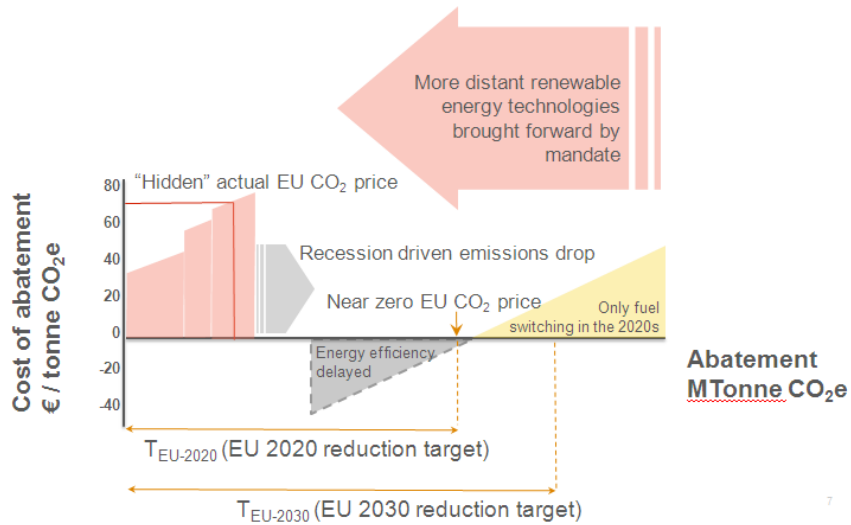 More distant renewable
energy technologies
brought forward by
mandate
Cost of abatement
€ / tonne CO₂e
80
60
40
20
0
-20
-40
“Hidden” actual EU CO₂ price
Recession driven emissions drop
Near zero EU CO₂ price
Only fuel
switching in the 2020s
Energy efficiency
delayed
Abatement
MTonne CO₂e
T EU-2020 (EU 2020 reduction target)
T EU-2030 (EU 2030 reduction target)
7